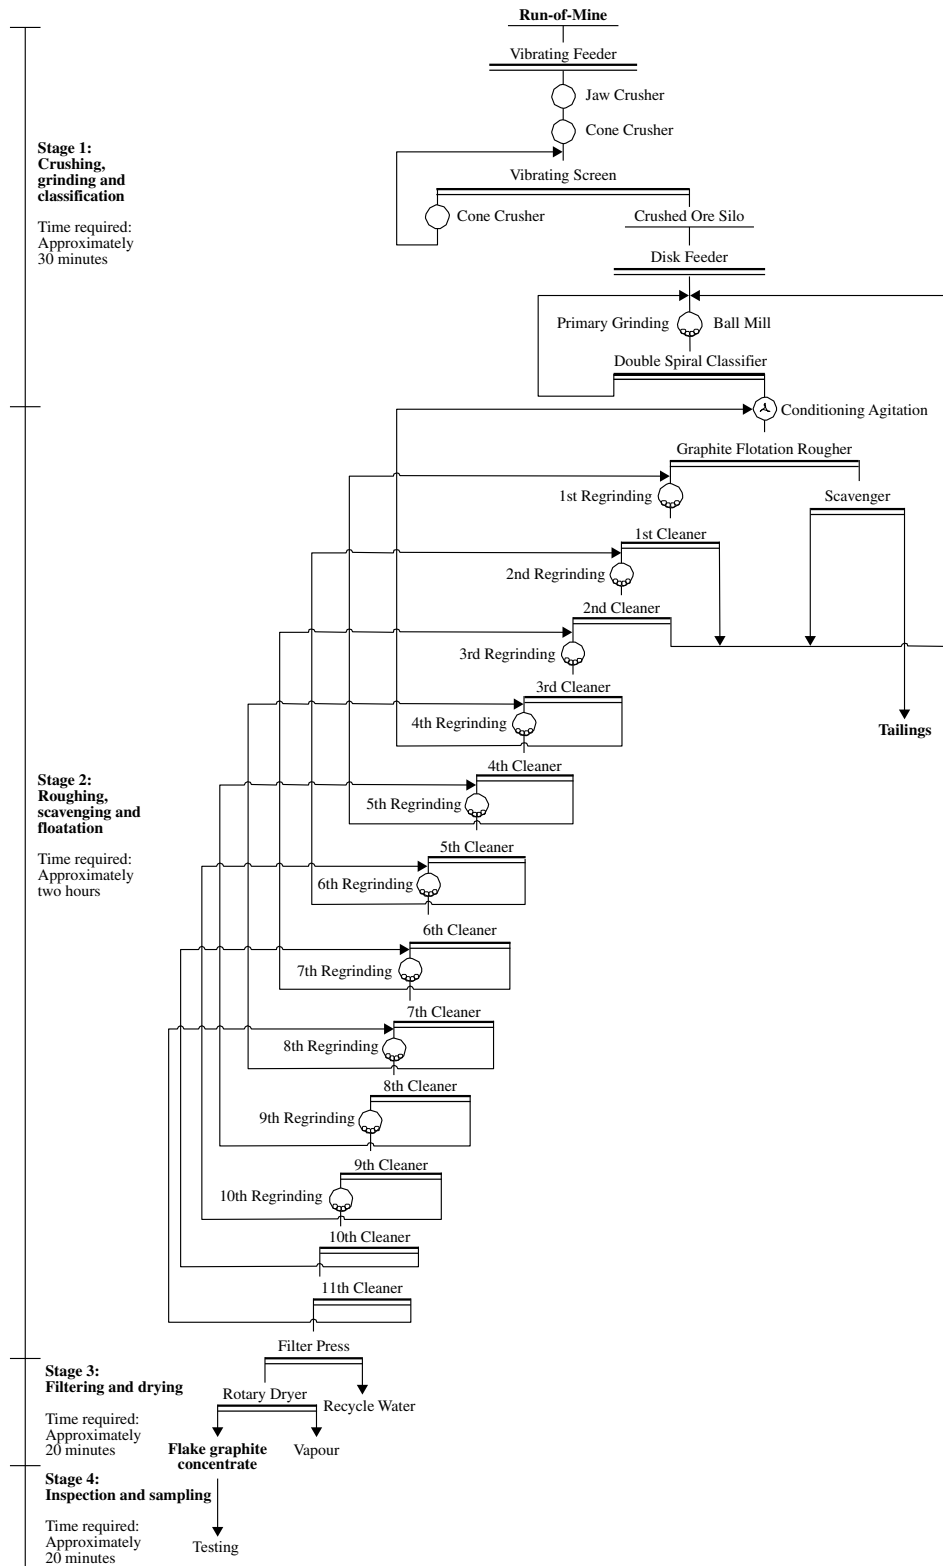 Run-of-Mine
Vibrating Feeder
Jaw Crusher
Cone Crusher
Stage 1:
Crushing,
grinding and
classification
Time required:
Approximately
30 minutes
Vibrating Screen
Cone Crusher
Crushed Ore Silo
Disk Feeder
Primary Grinding
Ball Mill
Double Spiral Classifier
Conditioning Agitation
Graphite Flotation Rougher
1st Regrinding
Scavenger
1st Cleaner
2nd Regrinding
2nd Cleaner
3rd Regrinding
3rd Cleaner
4th Regrinding
Tailings
Stage 2:
Roughing,
scavenging and
floatation
Time required:
Approximately
two hours
4th Cleaner
5th Regrinding
5th Cleaner
6th Regrinding
6th Cleaner
7th Regrinding
7th Cleaner
8th Regrinding
8th Cleaner
9th Regrinding
9th Cleaner
10th Regrinding
10th Cleaner
11th Cleaner
Filter Press
Stage 3:
Filtering and drying
Time required:
Approximately
20 minutes
Rotary Dryer
Recycle Water
Flake graphite
concentrate
Vapour
Stage 4:
Inspection and sampling
Time required:
Approximately
20 minutes
Testing